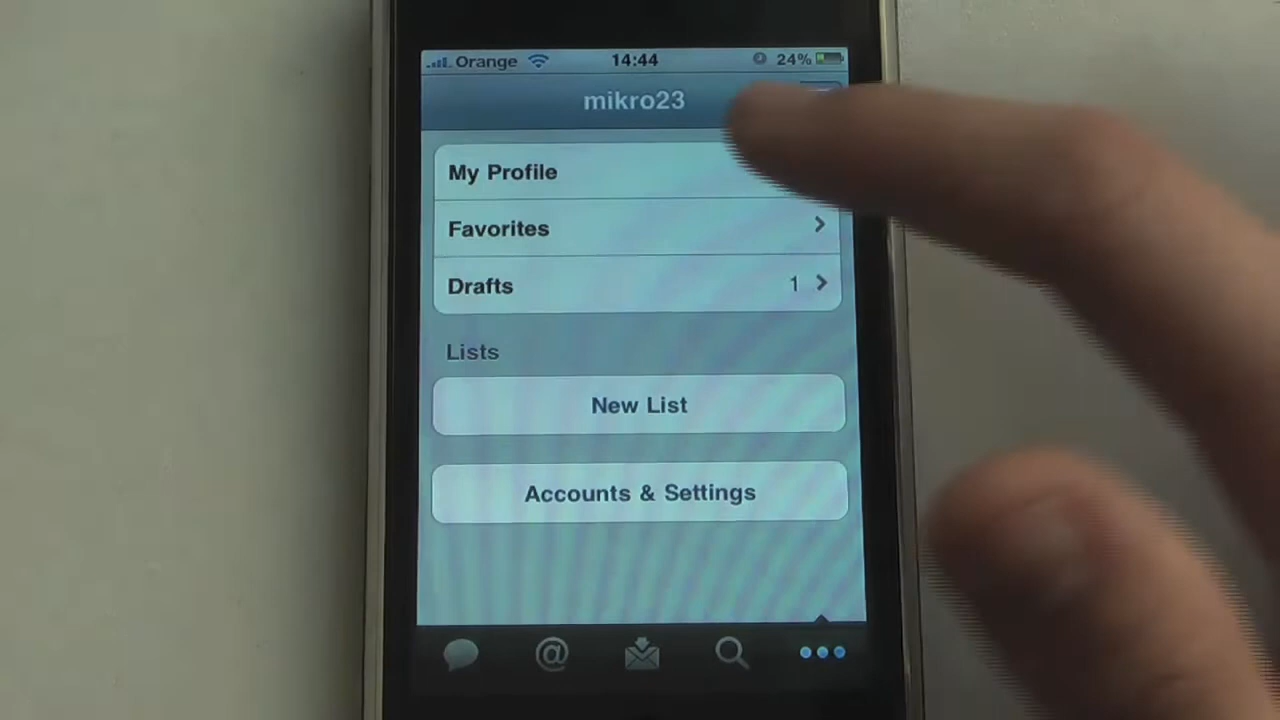 Orange 14:44 24%
mikro23
My Profile
Favorites
Drafts 1
Lists
New List
Accounts & Settings
@